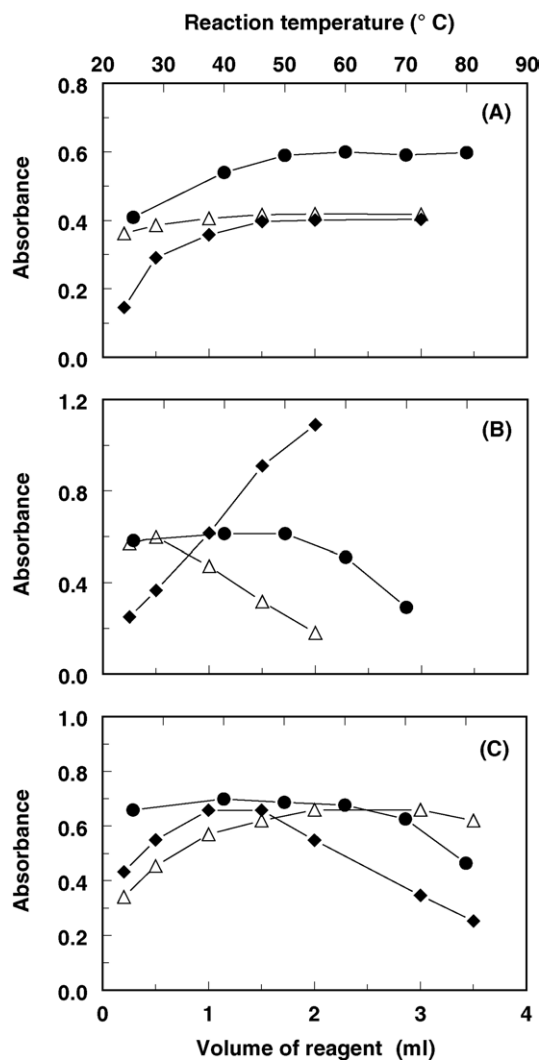 Reaction temperature (° C)
20 30 40 50 60 70 80 90
0.8
(A)
0.6
Absorbance
0.4
0.2
0.0
1.2
(B)
0.8
Absorbance
0.4
0.0
1.0
(C)
0.8
0.6
Absorbance
0.4
0.2
0.0
0 1 2 3 4
Volume of reagent (ml)